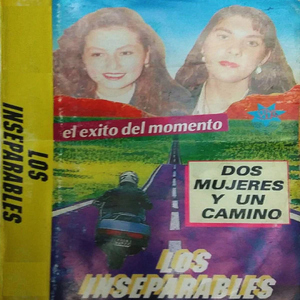 LOS
INSEPARABLES
el exito del momento
DOS
MUJERES
Y UN
CAMINO
LOS
INSEPARABLES